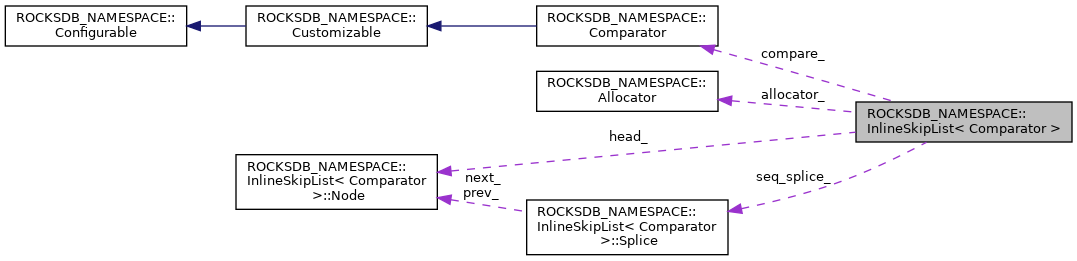 ROCKSDB_NAMESPACE::
Configurable
ROCKSDB_NAMESPACE::
Customizable
ROCKSDB_NAMESPACE::
Comparator
compare_
ROCKSDB_NAMESPACE::
Allocator
allocator_
ROCKSDB_NAMESPACE::
InlineSkipList< Comparator >
head_
ROCKSDB_NAMESPACE::
InlineSkipList< Comparator
>::Node
next_
prev_
seq_splice_
ROCKSDB_NAMESPACE::
InlineSkipList< Comparator
>::Splice